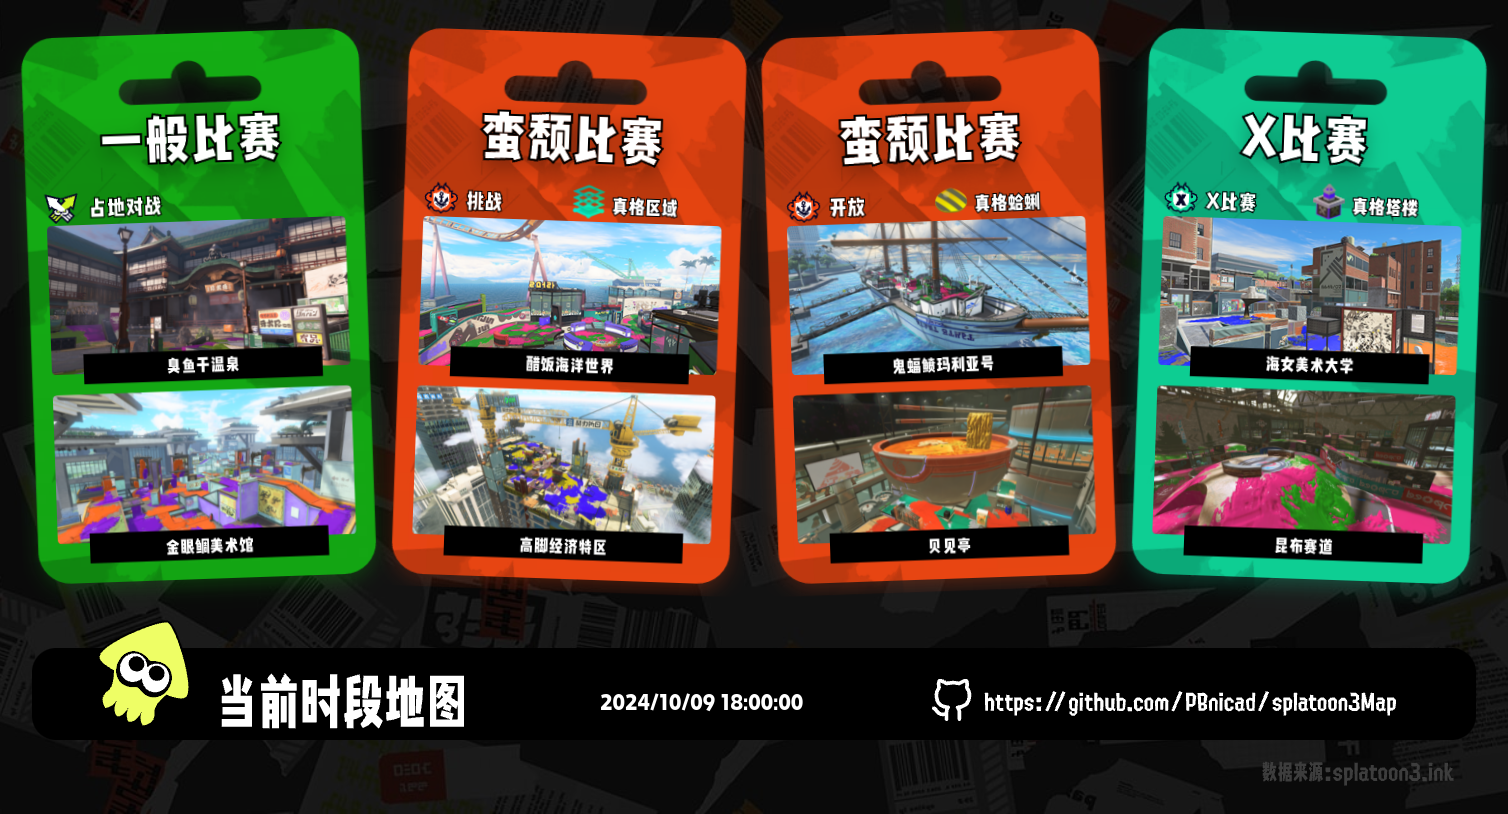 一般比赛
占地对战
臭鱼干温泉
金眼鲷美术馆
蛮颓比赛
挑战
真格区域
醋饭海洋世界
高脚经济特区
蛮颓比赛
开放
真格蛤蜊
鬼蝠鲼玛利亚号
贝见亭
X比赛
X比赛
真格塔楼
海女美术大学
昆布赛道
当前时段地图
2024/10/09 18:00:00
https://github.com/PBnicad/splatoon3Map
数据来源:splatoon3.ink